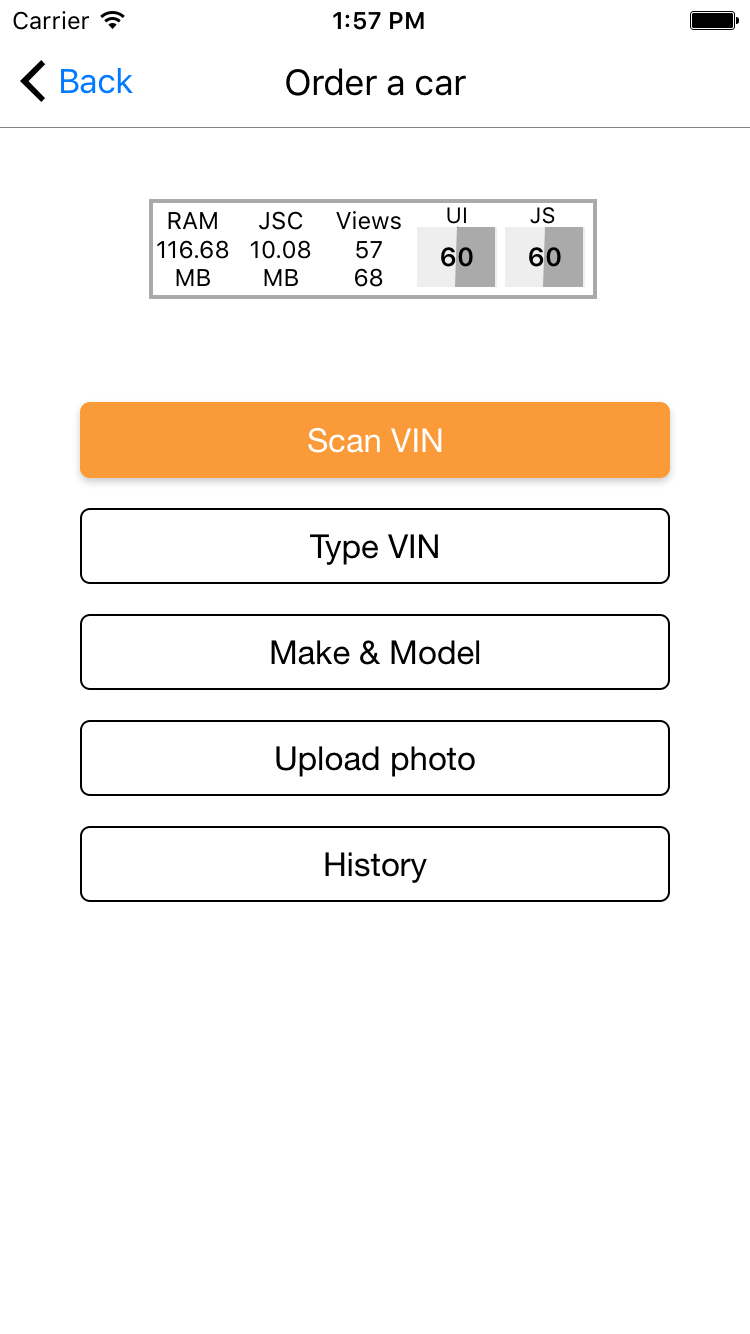 Carrier 1:57 PM
Back Order a car
RAM JSC Views UI JS
116.68 10.08 57 60 60
MB MB 68
Scan VIN
Type VIN
Make & Model
Upload photo
History